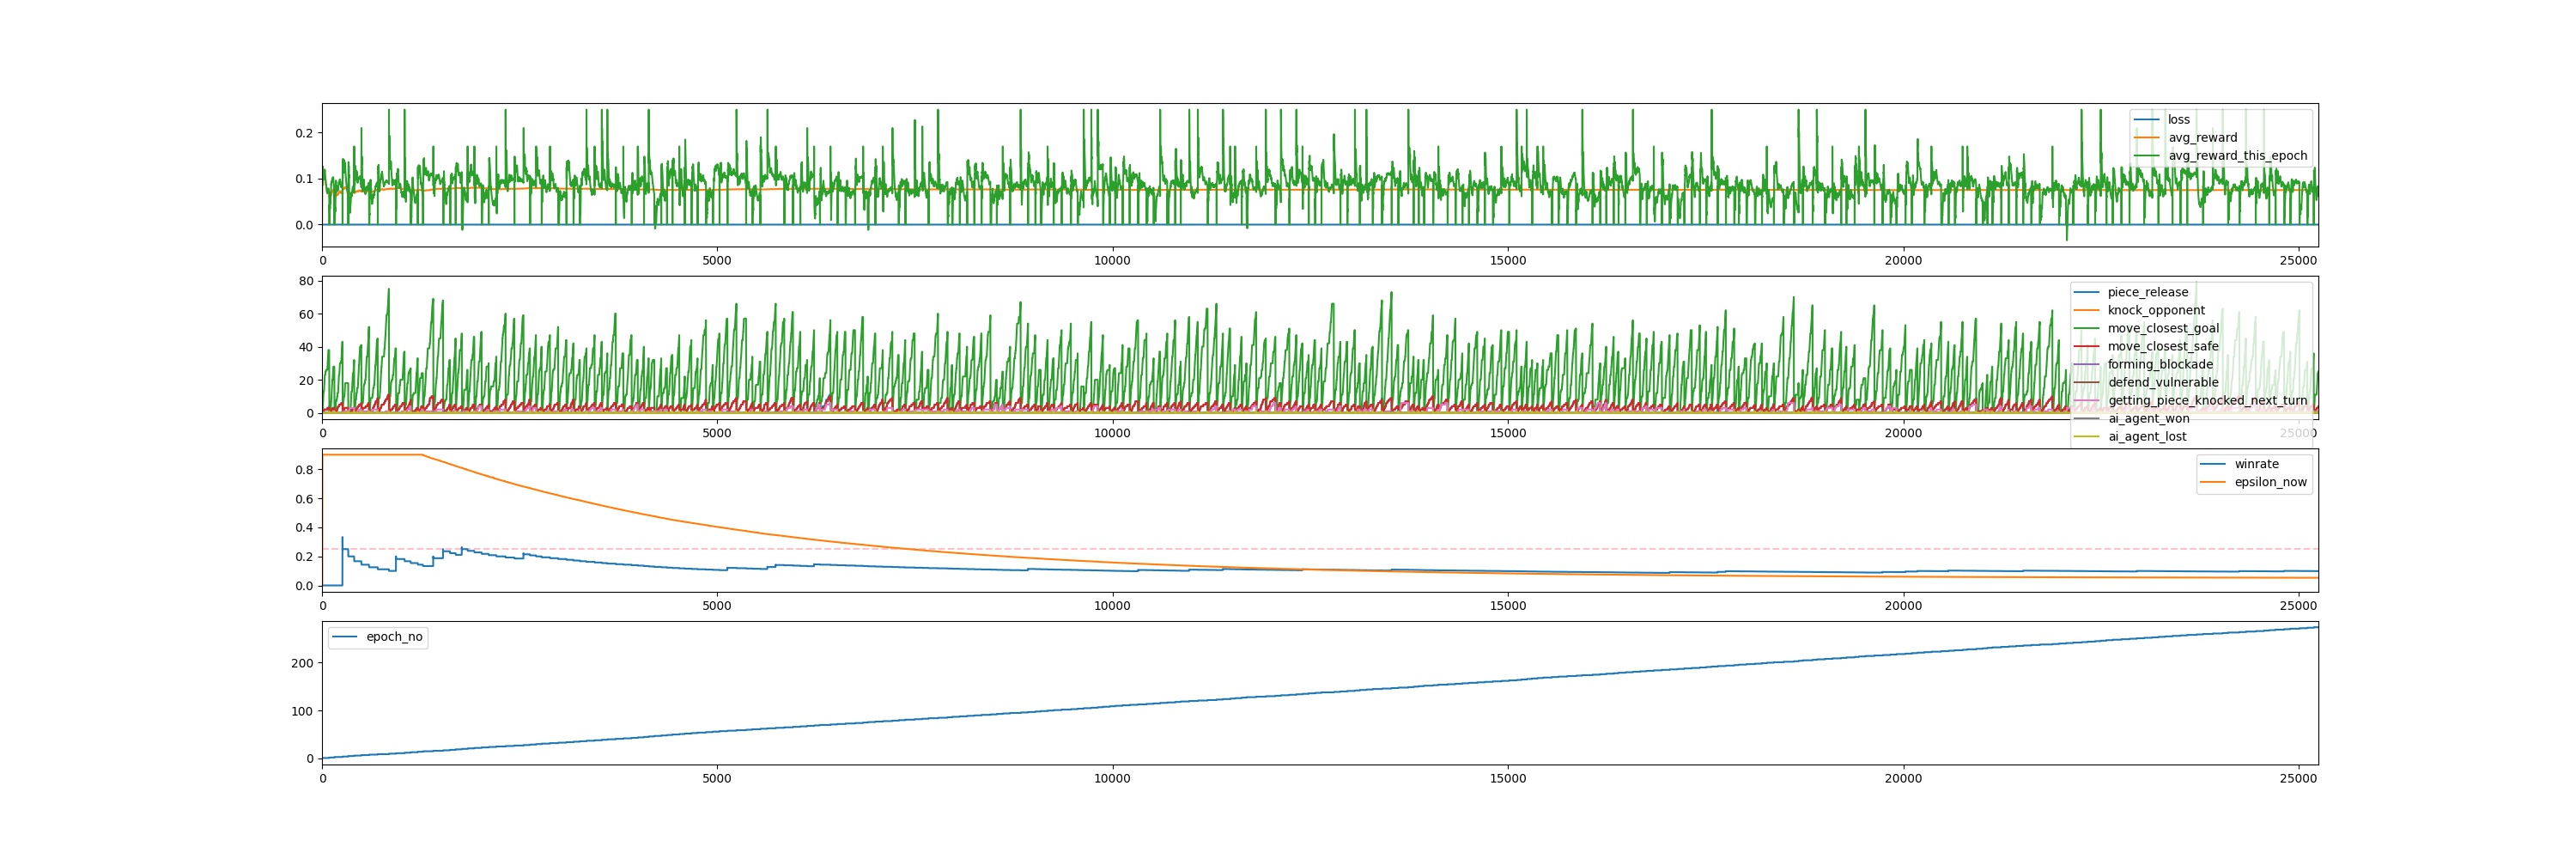 0.2
0.1
0.0
loss
avg_reward
avg_reward_this_epoch
0 5000 10000 15000 20000 25000
80
60
40
20
0
piece_release
knock_opponent
move_closest_goal
move_closest_safe
forming_blockade
defend_vulnerable
getting_piece_knocked_next_turn
ai_agent_won
ai_agent_lost
0 5000 10000 15000 20000 25000
0.8
0.6
0.4
0.2
0.0
winrate
epsilon_now
0 5000 10000 15000 20000 25000
200
100
0
epoch_no
0 5000 10000 15000 20000 25000